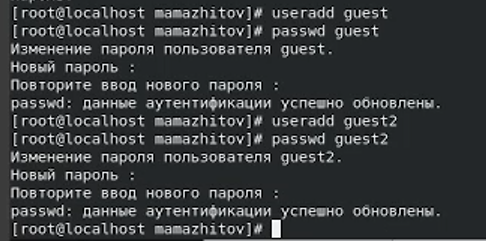 [root@localhost mamazhitov]# useradd guest
[root@localhost mamazhitov]# passwd guest
Изменение пароля пользователя guest.
Новый пароль :
Повторите ввод нового пароля :
passwd: данные аутентификации успешно обновлены.
[root@localhost mamazhitov]# useradd guest2
[root@localhost mamazhitov]# passwd guest2
Изменение пароля пользователя guest2.
Новый пароль :
Повторите ввод нового пароля :
passwd: данные аутентификации успешно обновлены.
[root@localhost mamazhitov]#